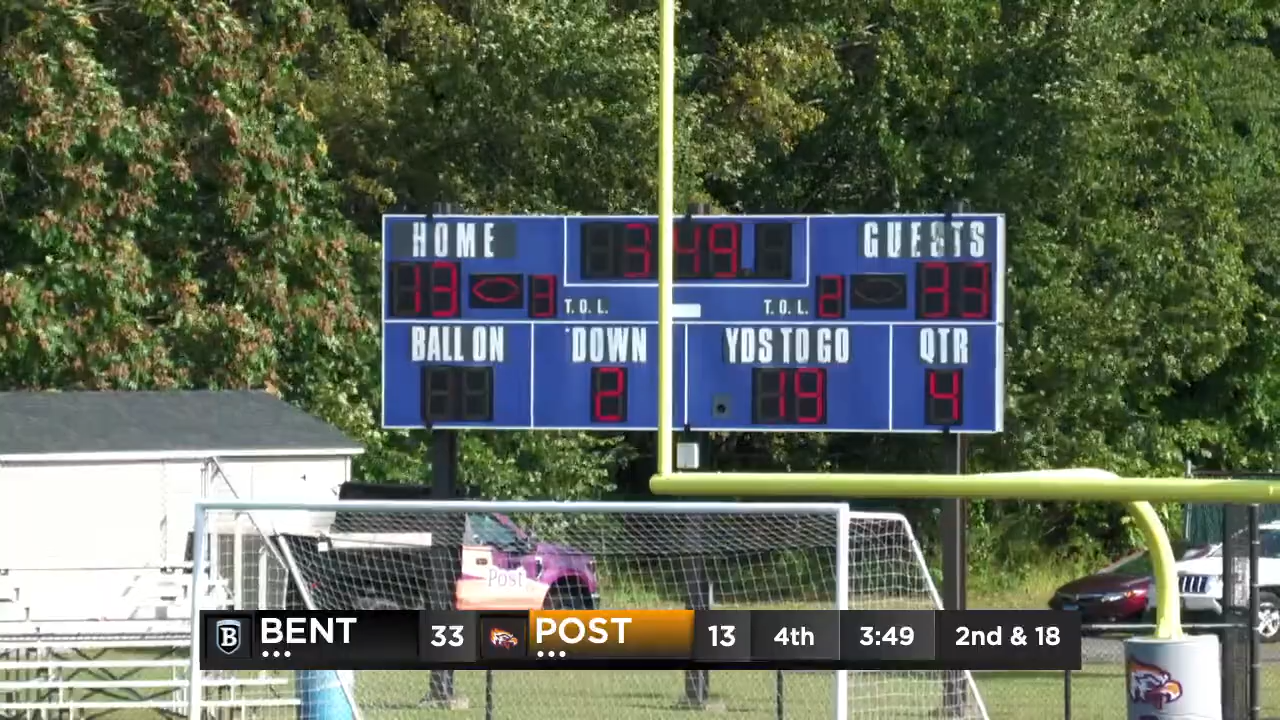 HOME 3:49 GUESTS
13 3 T.O.L. T.O.L. 2 33
BALL ON DOWN YDS TO GO QTR
2 19 4
Post
B BENT 33 POST 13 4th 3:49 2nd & 18